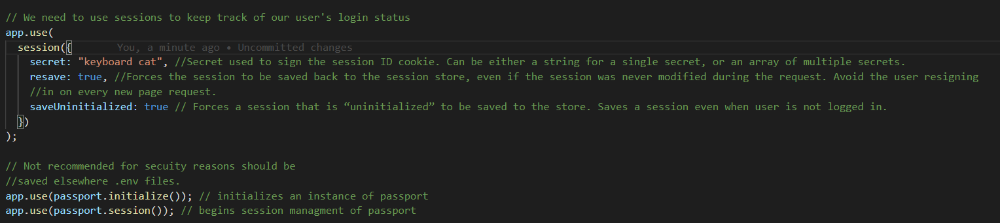 // We need to use sessions to keep track of our user's login status
app.use(
session({ You, a minute ago • Uncommitted changes
secret: "keyboard cat", //Secret used to sign the session ID cookie. Can be either a string for a single secret, or an array of multiple secrets.
resave: true, //Forces the session to be saved back to the session store, even if the session was never modified during the request. Avoid the user resigning
//in on every new page request.
saveUninitialized: true // Forces a session that is “uninitialized” to be saved to the store. Saves a session even when user is not logged in.
})
);
// Not recommended for secuity reasons should be
//saved elsewhere .env files.
app.use(passport.initialize()); // initializes an instance of passport
app.use(passport.session()); // begins session managment of passport